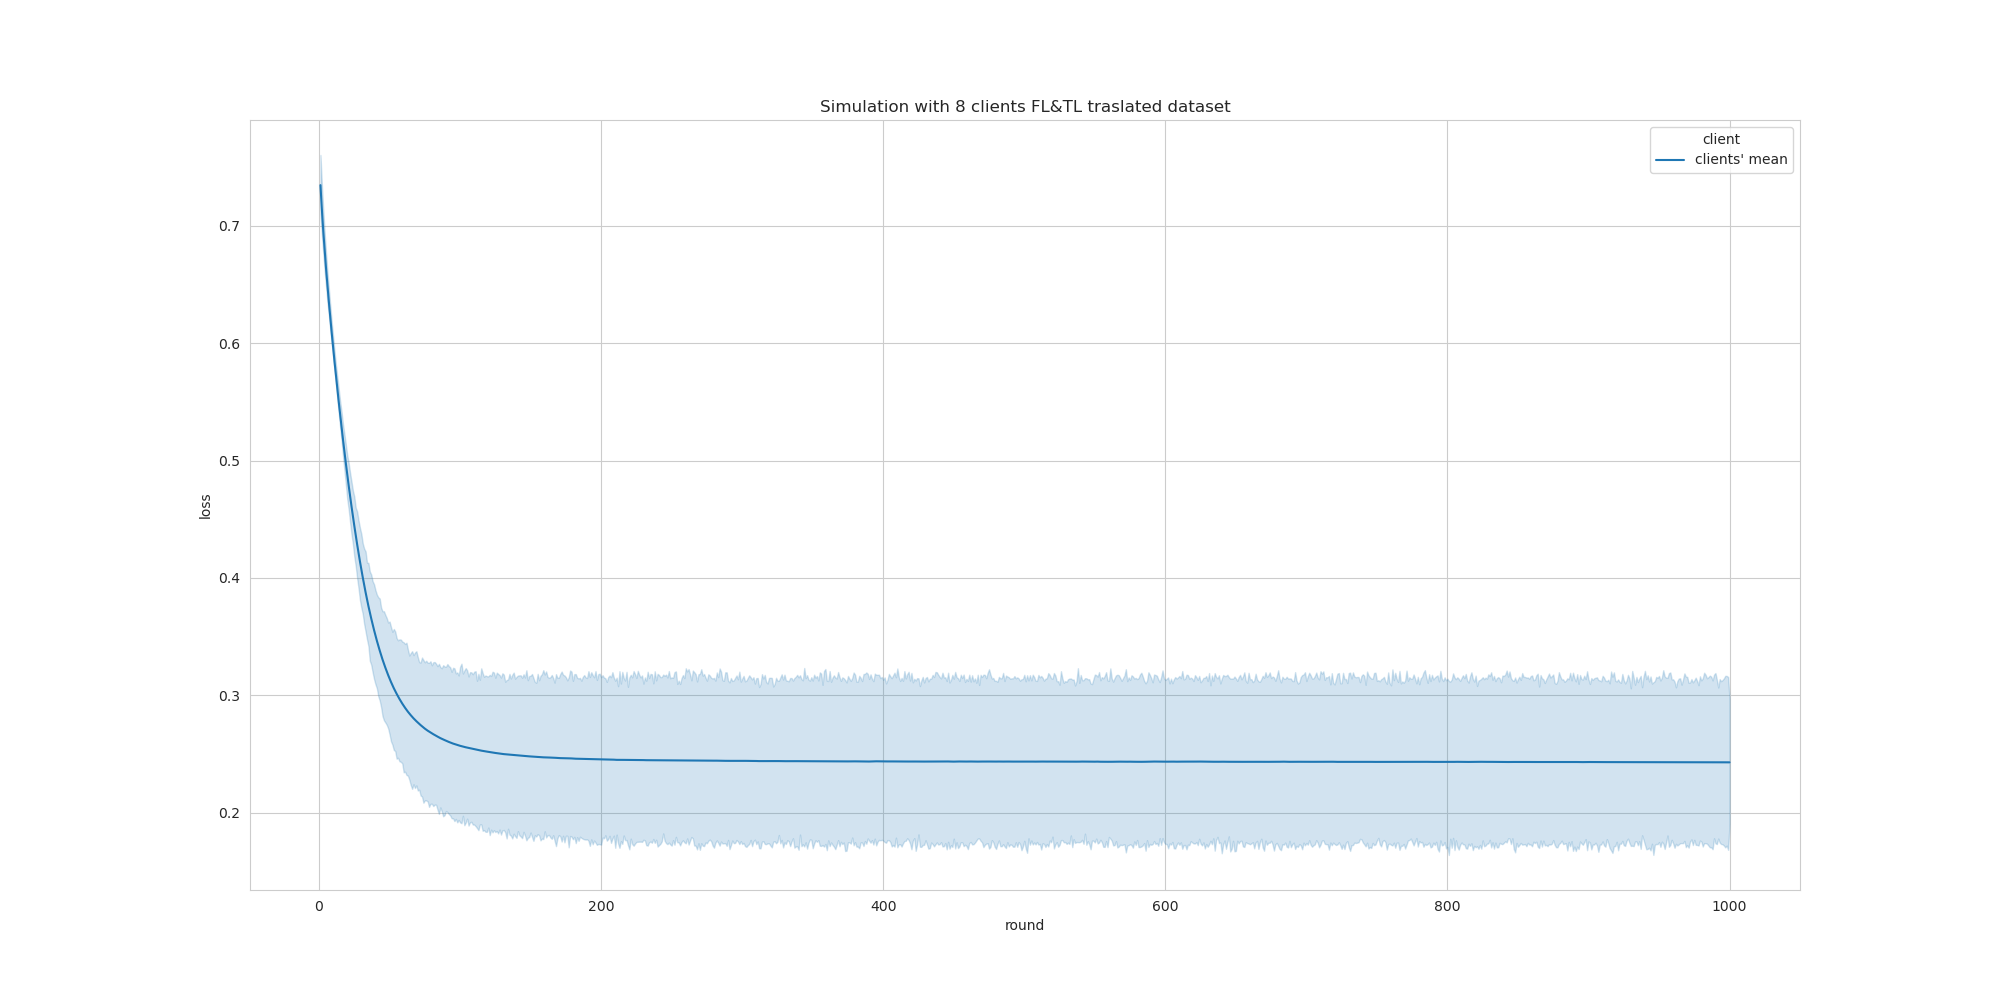 Simulation with 8 clients FL&TL traslated dataset
client
clients' mean
0.7
0.6
0.5
0.4
0.3
0.2
loss
0 200 400 600 800 1000
round